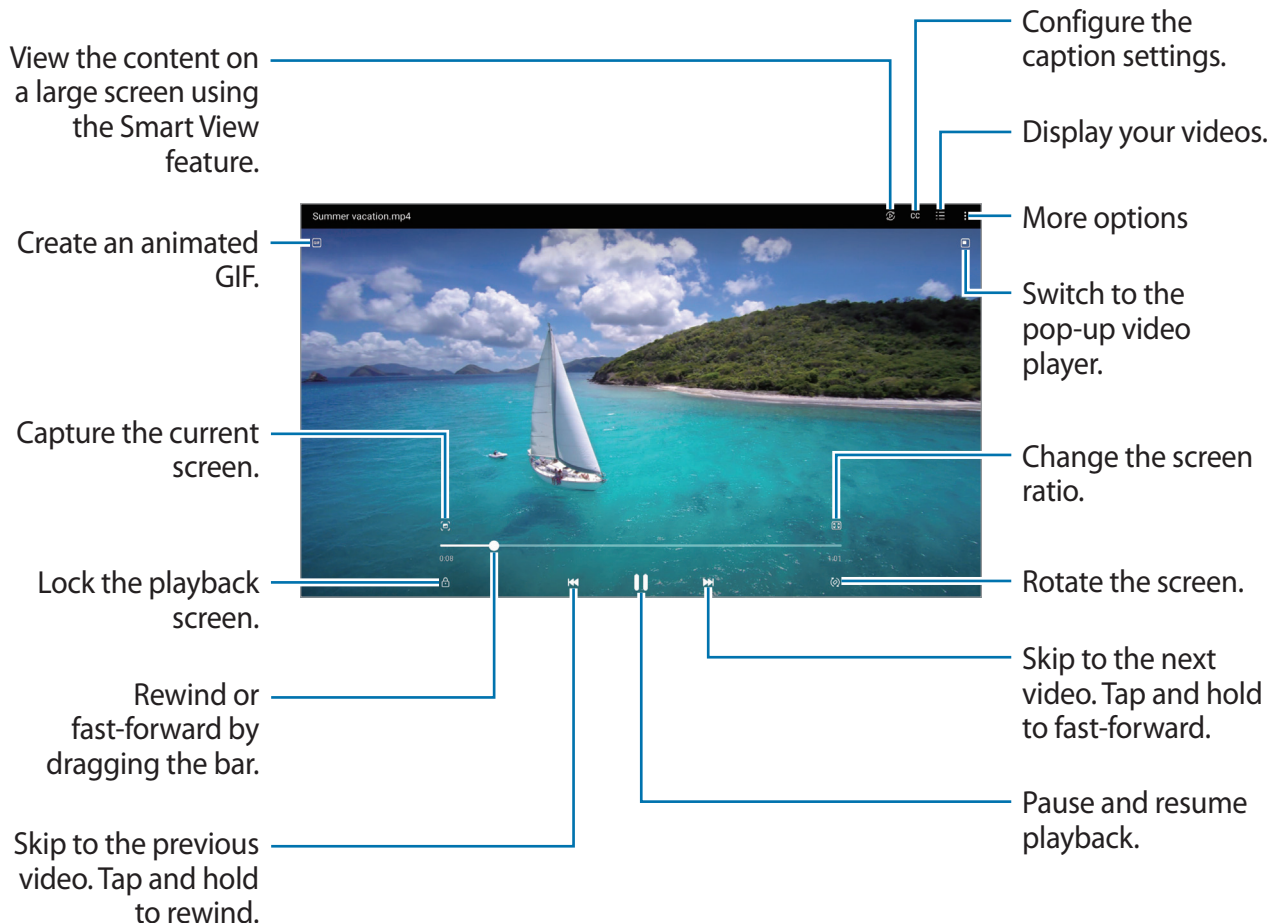 Configure the
caption settings.
View the content on
a large screen using
the Smart View
feature.
Display your videos.
Summer vacation.mp4
CC
More options
Create an animated
GIF.
GIF
Switch to the
pop-up video
player.
Capture the current
screen.
Change the screen
ratio.
0:08
Lock the playback
screen.
Rotate the screen.
Rewind or
fast-forward by
dragging the bar.
Skip to the next
video. Tap and hold
to fast-forward.
Skip to the previous
video. Tap and hold
to rewind.
Pause and resume
playback.